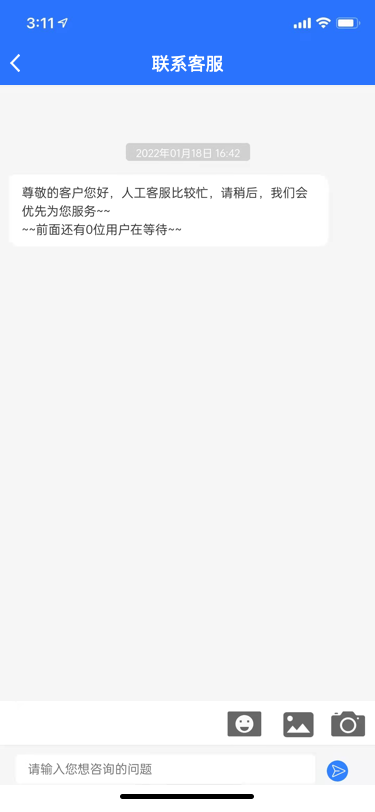 3:11
联系客服
2022年01月18日 16:42
尊敬的客户您好，人工客服比较忙，请稍后，我们会
优先为您服务~~
~~前面还有0位用户在等待~~
请输入您想咨询的问题